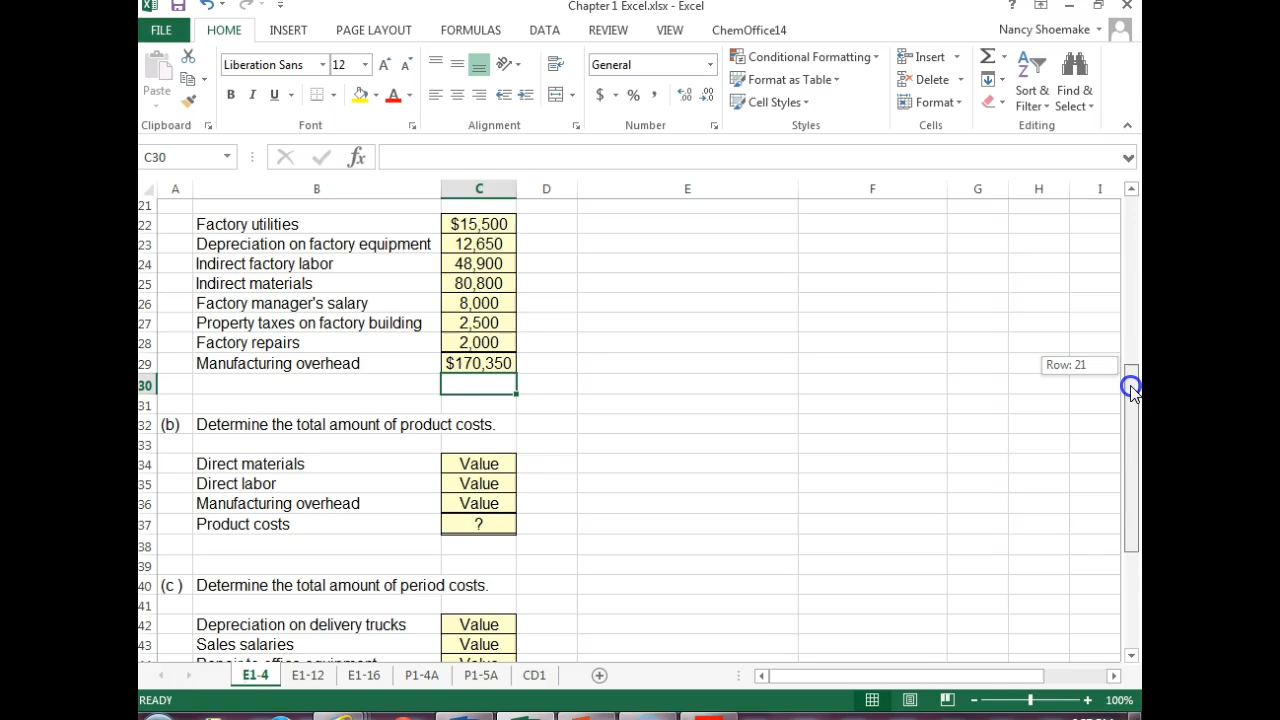 Chapter 1 Excel.xlsx - Excel
FILE HOME INSERT PAGE LAYOUT FORMULAS DATA REVIEW VIEW ChemOffice14 Nancy Shoemake
Liberation Sans 12 General Conditional Formatting Insert
Paste Format as Table Delete Sort & Find &
B I U $ % , Cell Styles Format Filter Select
Clipboard Font Alignment Number Styles Cells Editing
C30 fx
A B C D E F G H I
21
22 Factory utilities $15,500
23 Depreciation on factory equipment 12,650
24 Indirect factory labor 48,900
25 Indirect materials 80,800
26 Factory manager's salary 8,000
27 Property taxes on factory building 2,500
28 Factory repairs 2,000
29 Manufacturing overhead $170,350 Row: 21
30
31
32 (b) Determine the total amount of product costs.
33
34 Direct materials Value
35 Direct labor Value
36 Manufacturing overhead Value
37 Product costs ?
38
39
40 (c ) Determine the total amount of period costs.
41
42 Depreciation on delivery trucks Value
43 Sales salaries Value
E1-4 E1-12 E1-16 P1-4A P1-5A CD1
READY 100%